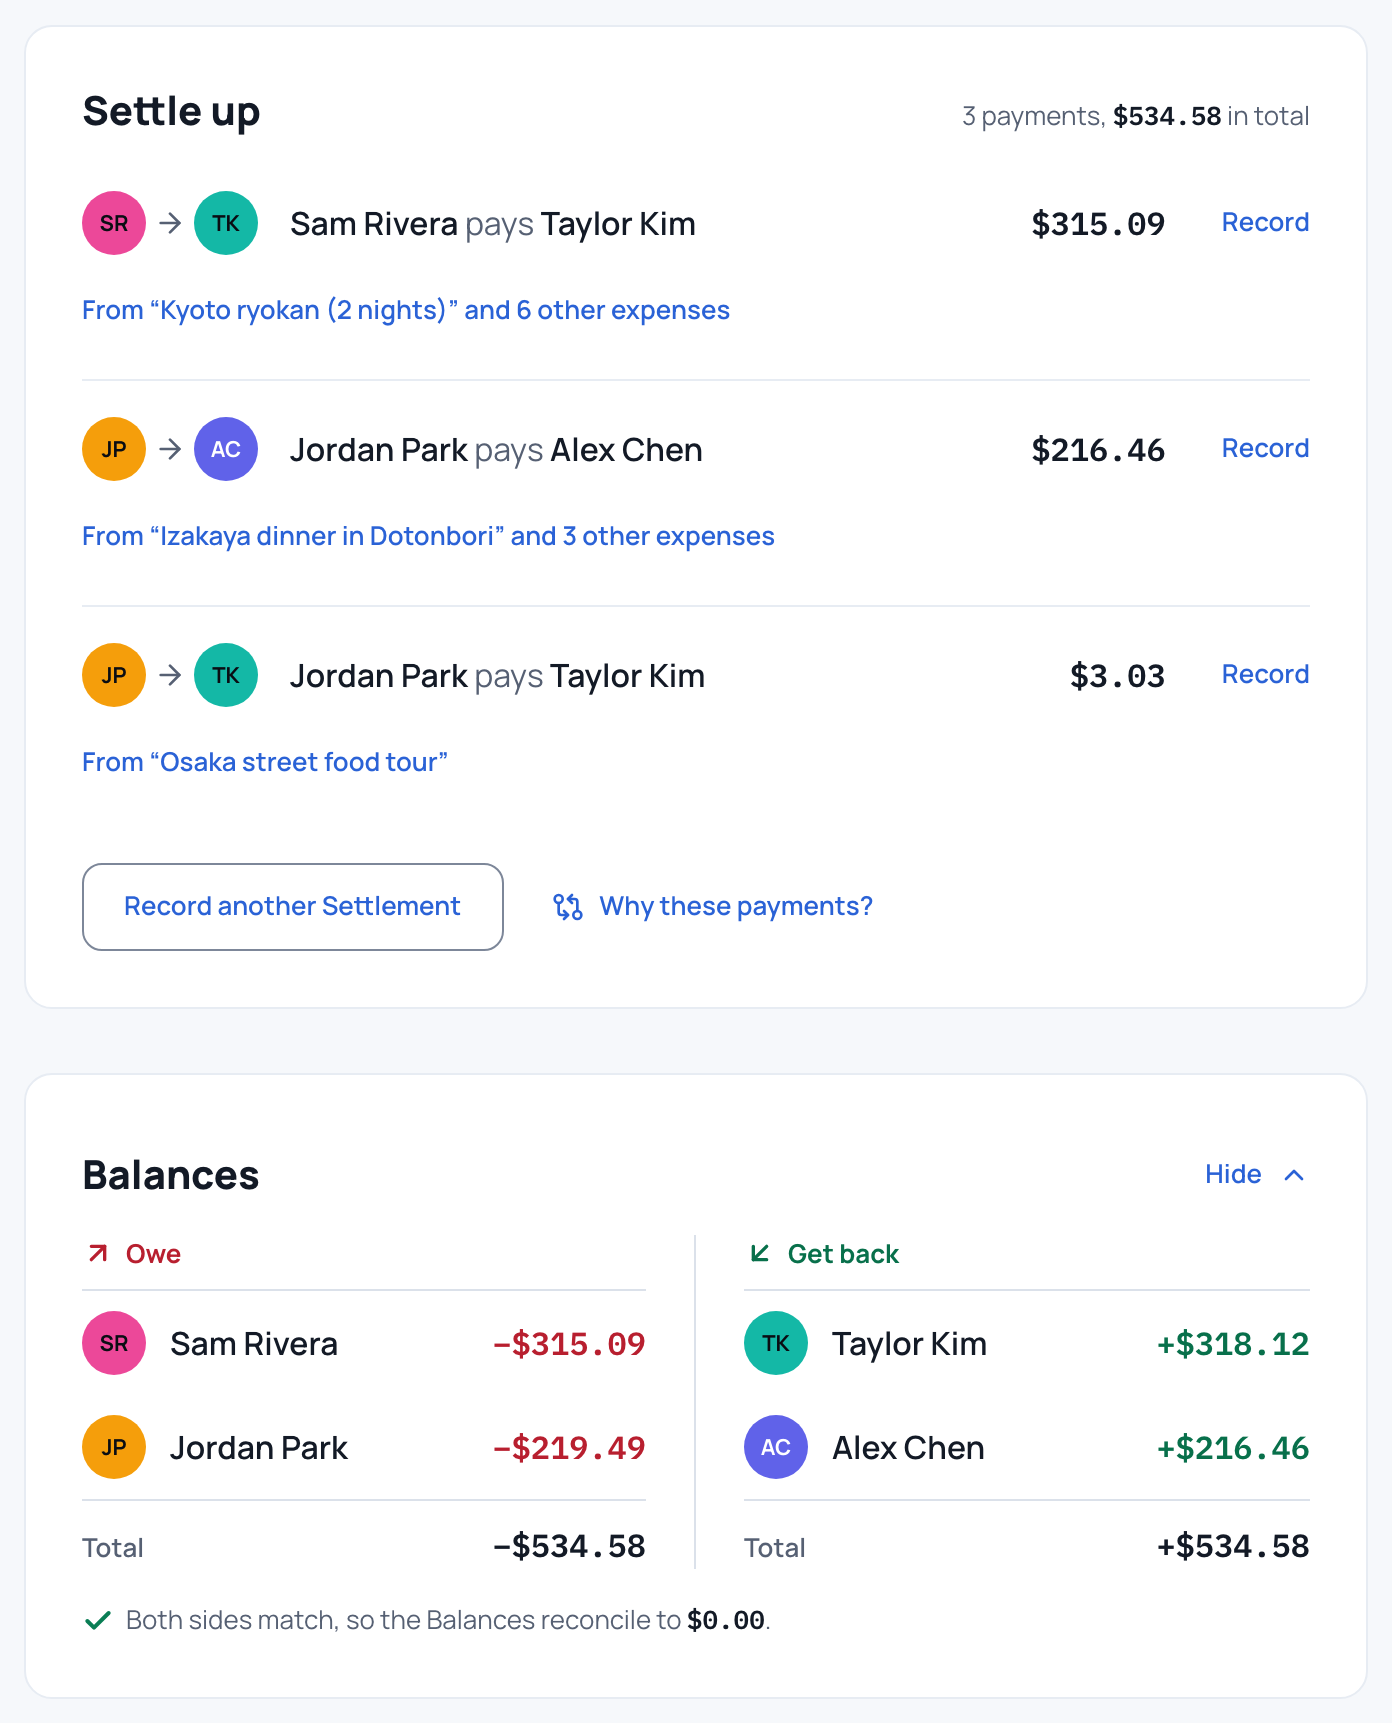 Settle up
3 payments, $534.58 in total
SR → TK Sam Rivera pays Taylor Kim $315.09 Record
From “Kyoto ryokan (2 nights)” and 6 other expenses
JP → AC Jordan Park pays Alex Chen $216.46 Record
From “Izakaya dinner in Dotonbori” and 3 other expenses
JP → TK Jordan Park pays Taylor Kim $3.03 Record
From “Osaka street food tour”
Record another Settlement Why these payments?
Balances Hide
Owe
SR Sam Rivera −$315.09
JP Jordan Park −$219.49
Total −$534.58
Get back
TK Taylor Kim +$318.12
AC Alex Chen +$216.46
Total +$534.58
Both sides match, so the Balances reconcile to $0.00.